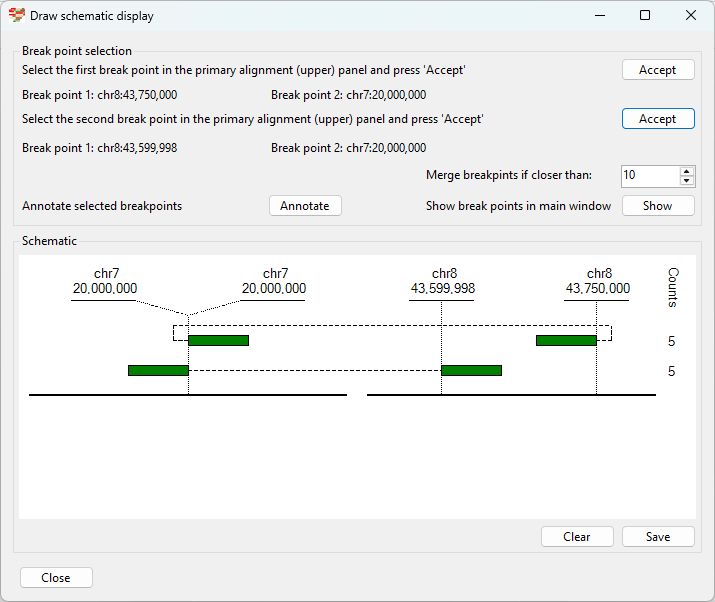 Draw schematic display
Break point selection
Select the first break point in the primary alignment (upper) panel and press 'Accept'
Accept
Break point 1: chr8:43,750,000 Break point 2: chr7:20,000,000
Select the second break point in the primary alignment (upper) panel and press 'Accept'
Accept
Break point 1: chr8:43,599,998 Break point 2: chr7:20,000,000
Merge breakpints if closer than: 10
Annotate selected breakpoints Annotate Show break points in main window Show
Schematic
chr7 chr7 chr8 chr8
20,000,000 20,000,000 43,599,998 43,750,000
Counts
5
5
Clear Save
Close